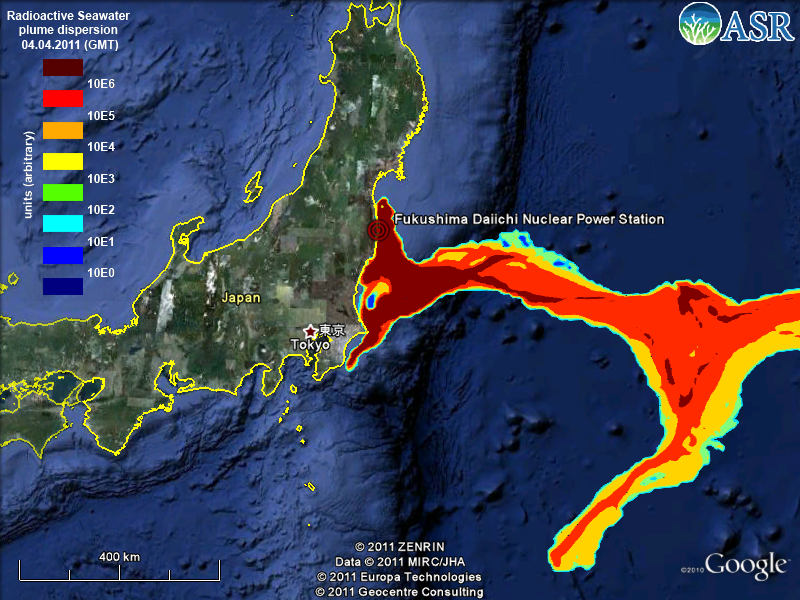 Radioactive Seawater
plume dispersion
04.04.2011 (GMT)
ASR
10E6
10E5
10E4
10E3
10E2
10E1
10E0
units (arbitrary)
Fukushima Daiichi Nuclear Power Station
Japan
東京
Tokyo
400 km
© 2011 ZENRIN
Data © 2011 MIRC/JHA
© 2011 Europa Technologies
© 2011 Geocentre Consulting
©2010 Google